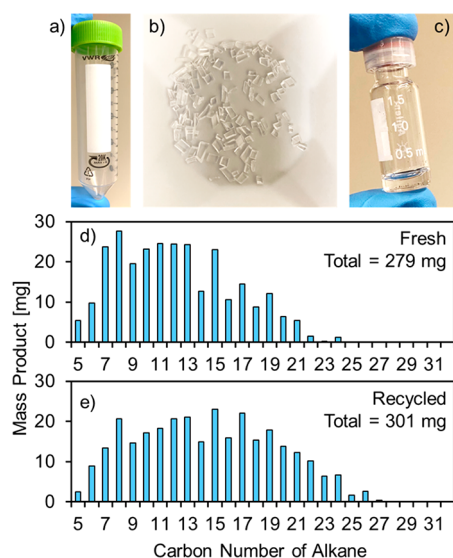 a)
b)
c)
VWR
1.5
1.0
0.5 m
d)
Fresh
Total = 279 mg
30
20
10
0
5 7 9 11 13 15 17 19 21 23 25 27 29 31
e)
Recycled
Total = 301 mg
30
20
10
0
5 7 9 11 13 15 17 19 21 23 25 27 29 31
Mass Product [mg]
Carbon Number of Alkane